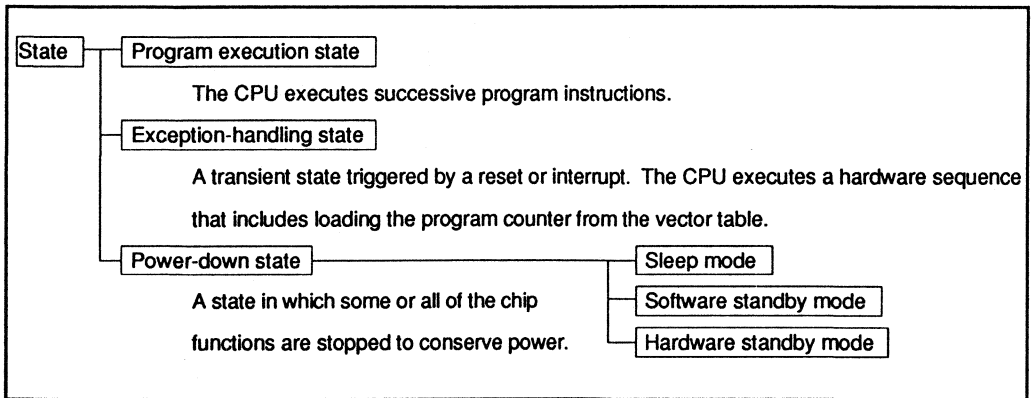 State
Program execution state
The CPU executes successive program instructions.
Exception-handling state
A transient state triggered by a reset or interrupt. The CPU executes a hardware sequence
that includes loading the program counter from the vector table.
Power-down state
Sleep mode
A state in which some or all of the chip
Software standby mode
functions are stopped to conserve power.
Hardware standby mode